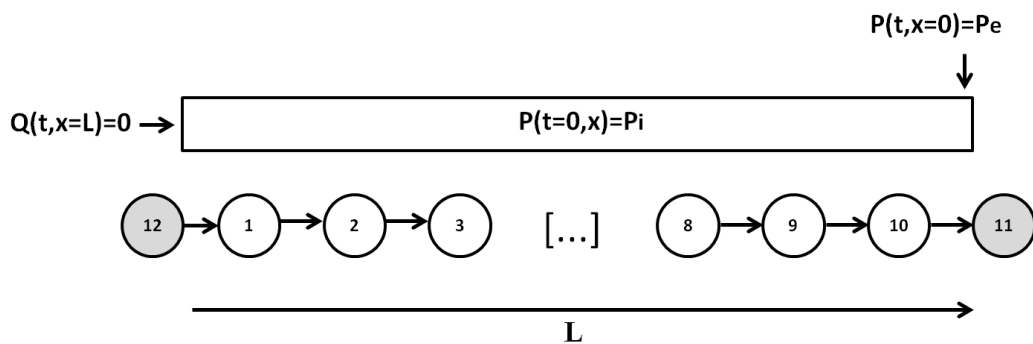 P(t,x=0)=Pe
Q(t,x=L)=0
P(t=0,x)=Pi
12 1 2 3 [...] 8 9 10 11
L